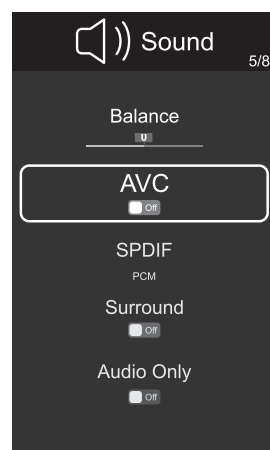 Sound
5/8
Balance
0
AVC
Off
SPDIF
PCM
Surround
Off
Audio Only
Off